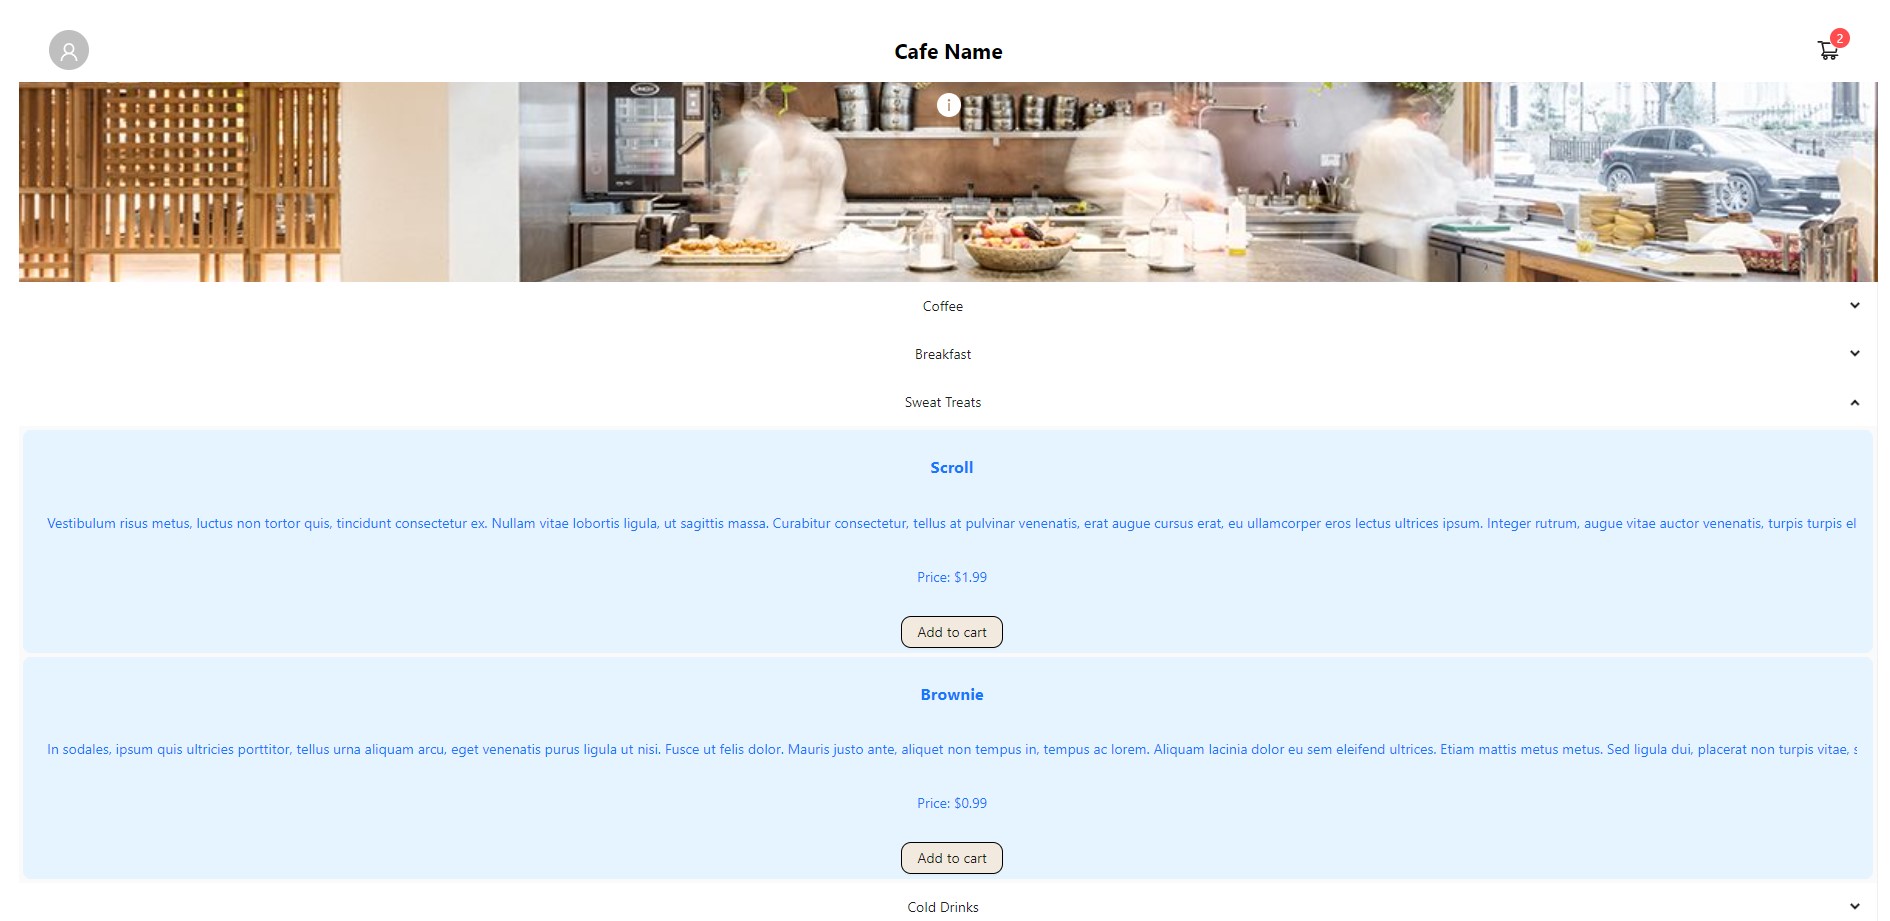 Cafe Name
2
Coffee
Breakfast
Sweat Treats
Scroll
Vestibulum risus metus, luctus non tortor quis, tincidunt consectetur ex. Nullam vitae lobortis ligula, ut sagittis massa. Curabitur consectetur, tellus at pulvinar venenatis, erat augue cursus erat, eu ullamcorper eros lectus ultrices ipsum. Integer rutrum, augue vitae auctor venenatis, turpis turpis el
Price: $1.99
Add to cart
Brownie
In sodales, ipsum quis ultricies porttitor, tellus urna aliquam arcu, eget venenatis purus ligula ut nisi. Fusce ut felis dolor. Mauris justo ante, aliquet non tempus in, tempus ac lorem. Aliquam lacinia dolor eu sem eleifend ultrices. Etiam mattis metus metus. Sed ligula dui, placerat non turpis vitae,
Price: $0.99
Add to cart
Cold Drinks